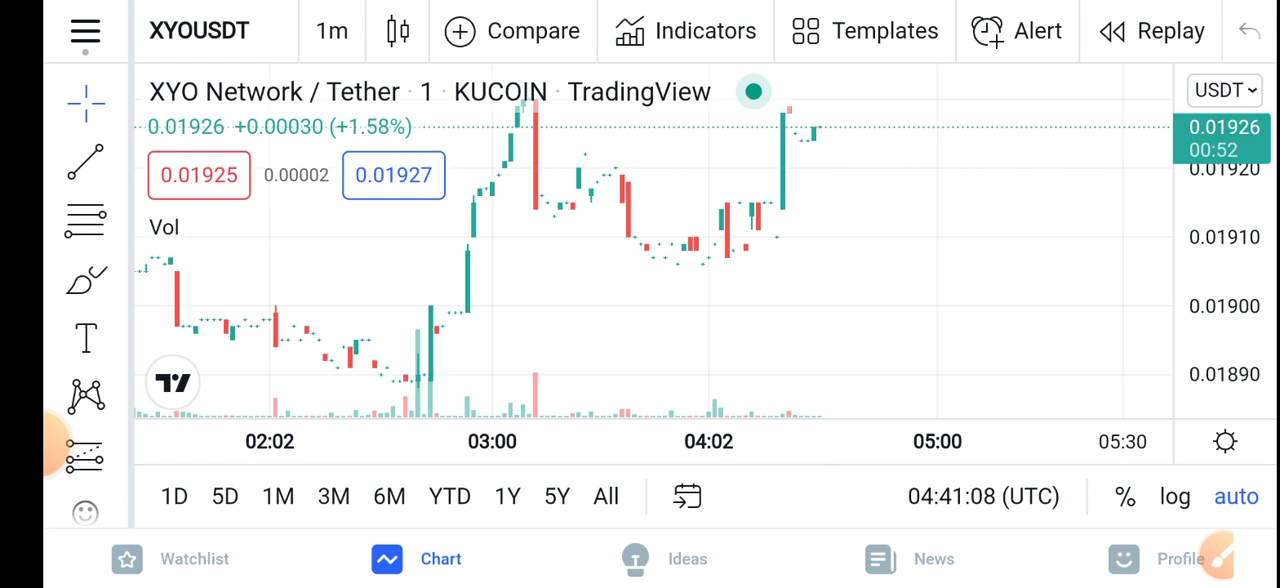 XYOUSDT 1m Compare Indicators Templates Alert Replay
XYO Network / Tether · 1 · KUCOIN · TradingView
USDT
0.01926 +0.00030 (+1.58%)
0.01926
00:52
0.01925 0.00002 0.01927
0.01920
Vol
0.01910
0.01900
0.01890
02:02 03:00 04:02 05:00 05:30
1D 5D 1M 3M 6M YTD 1Y 5Y All 04:41:08 (UTC) % log auto
Watchlist Chart Ideas News Profile